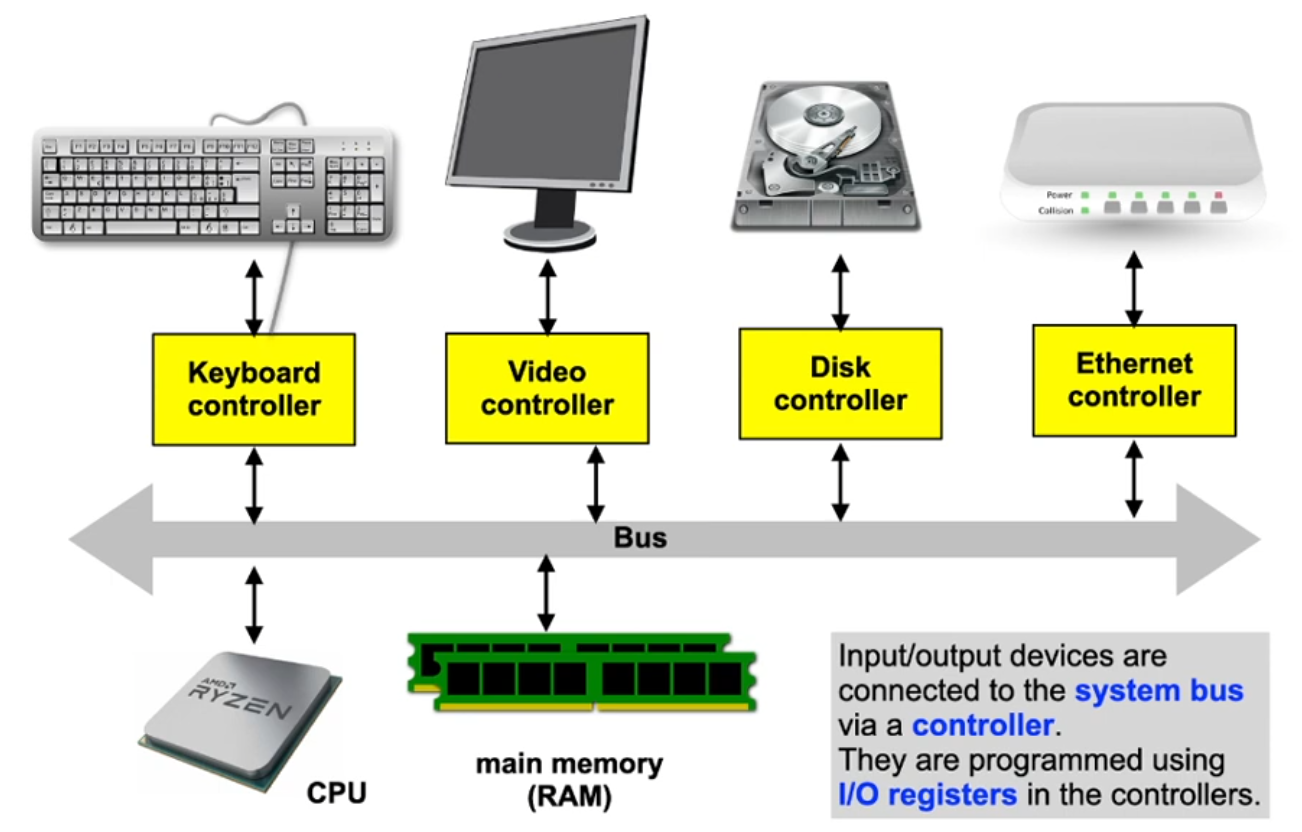 Power
Collision
Keyboard
controller
Video
controller
Disk
controller
Ethernet
controller
Bus
AMD
RYZEN
CPU
main memory
(RAM)
Input/output devices are
connected to the system bus
via a controller.
They are programmed using
I/O registers in the controllers.